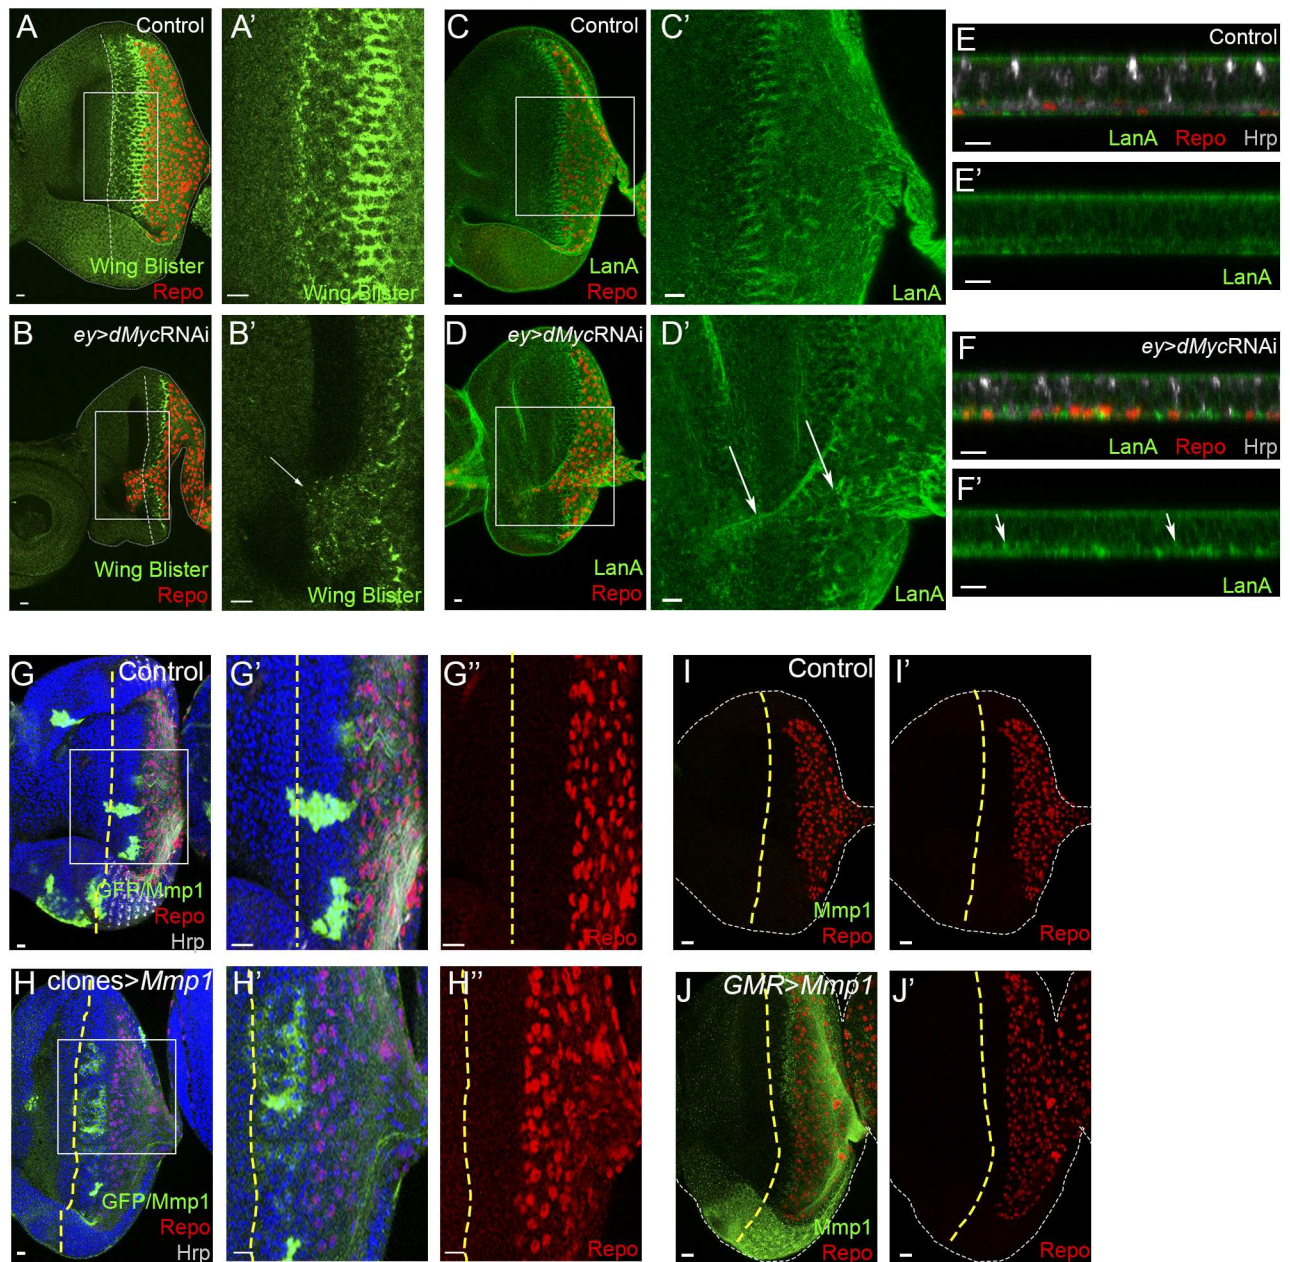 A Control
Wing Blister
Repo
A’
Wing Blister
C Control
LanA
Repo
C’
LanA
E Control
LanA Repo Hrp
E’
LanA
B ey>dMycRNAi
Wing Blister
Repo
B’
Wing Blister
D ey>dMycRNAi
LanA
Repo
D’
LanA
F ey>dMycRNAi
LanA Repo Hrp
F’
LanA
G Control
GFP/Mmp1
Repo
Hrp
G’
G’’
Repo
I Control
Mmp1
Repo
I’
Repo
H clones>Mmp1
GFP/Mmp1
Repo
Hrp
H’
H’’
Repo
J GMR>Mmp1
Mmp1
Repo
J’
Repo